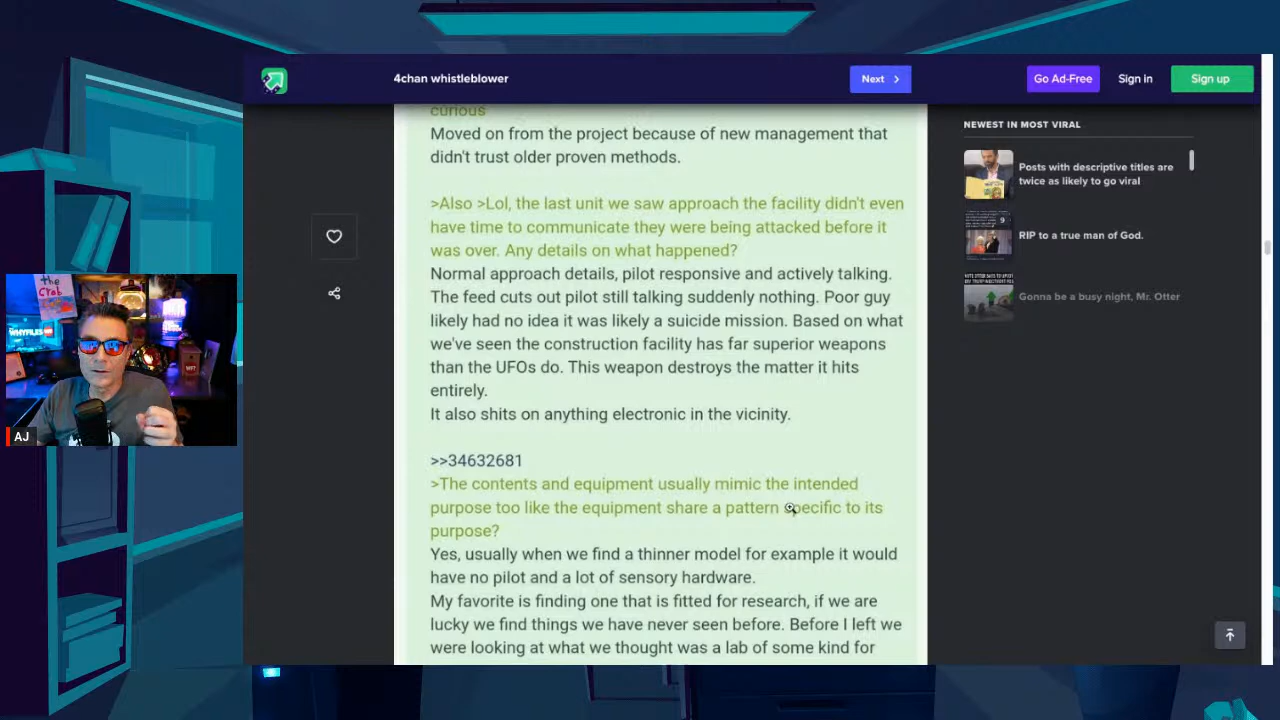 4chan whistleblower
Next
Go Ad-Free
Sign in
Sign up
curious
Moved on from the project because of new management that
didn't trust older proven methods.
>Also >Lol, the last unit we saw approach the facility didn't even
have time to communicate they were being attacked before it
was over. Any details on what happened?
Normal approach details, pilot responsive and actively talking.
The feed cuts out pilot still talking suddenly nothing. Poor guy
likely had no idea it was likely a suicide mission. Based on what
we've seen the construction facility has far superior weapons
than the UFOs do. This weapon destroys the matter it hits
entirely.
It also shits on anything electronic in the vicinity.
>>34632681
>The contents and equipment usually mimic the intended
purpose too like the equipment share a pattern specific to its
purpose?
Yes, usually when we find a thinner model for example it would
have no pilot and a lot of sensory hardware.
My favorite is finding one that is fitted for research, if we are
lucky we find things we have never seen before. Before I left we
were looking at what we thought was a lab of some kind for
NEWEST IN MOST VIRAL
Posts with descriptive titles are
twice as likely to go viral
RIP to a true man of God.
Gonna be a busy night, Mr. Otter
the
Crab
WHYFILES
AJ